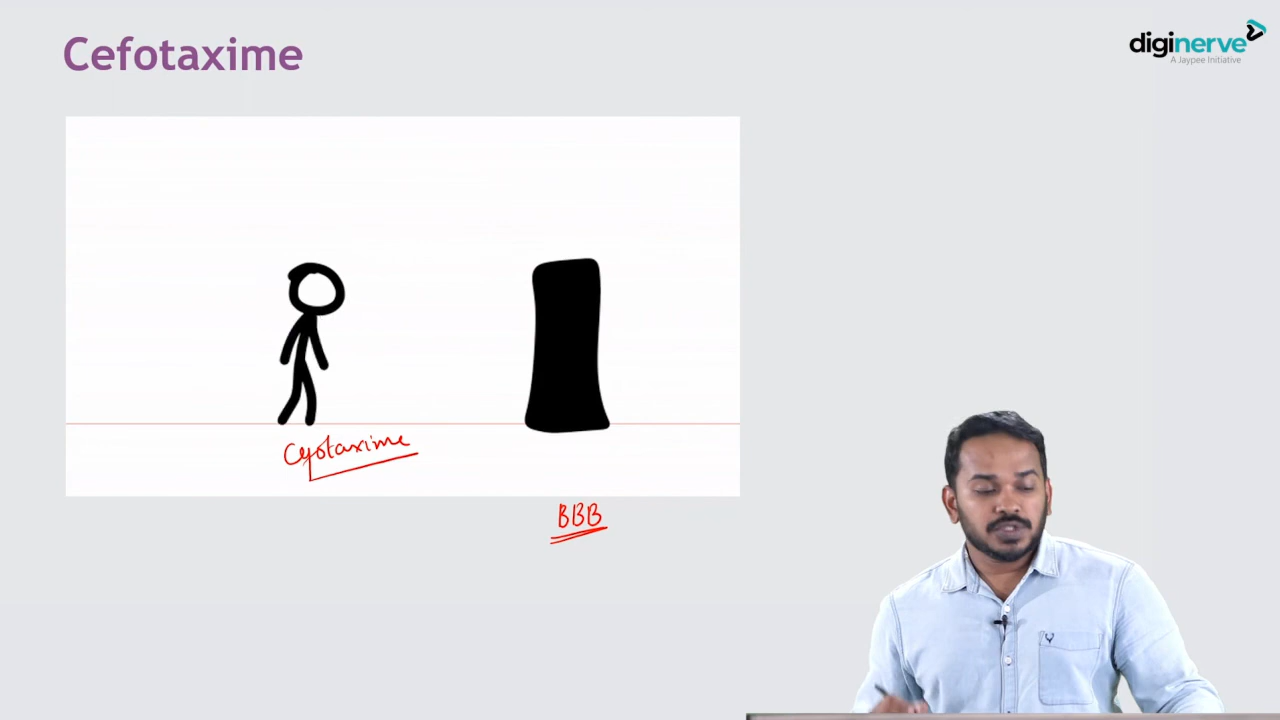 Cefotaxime
diginerve
A Jaypee Initiative
Cefotaxime
BBB